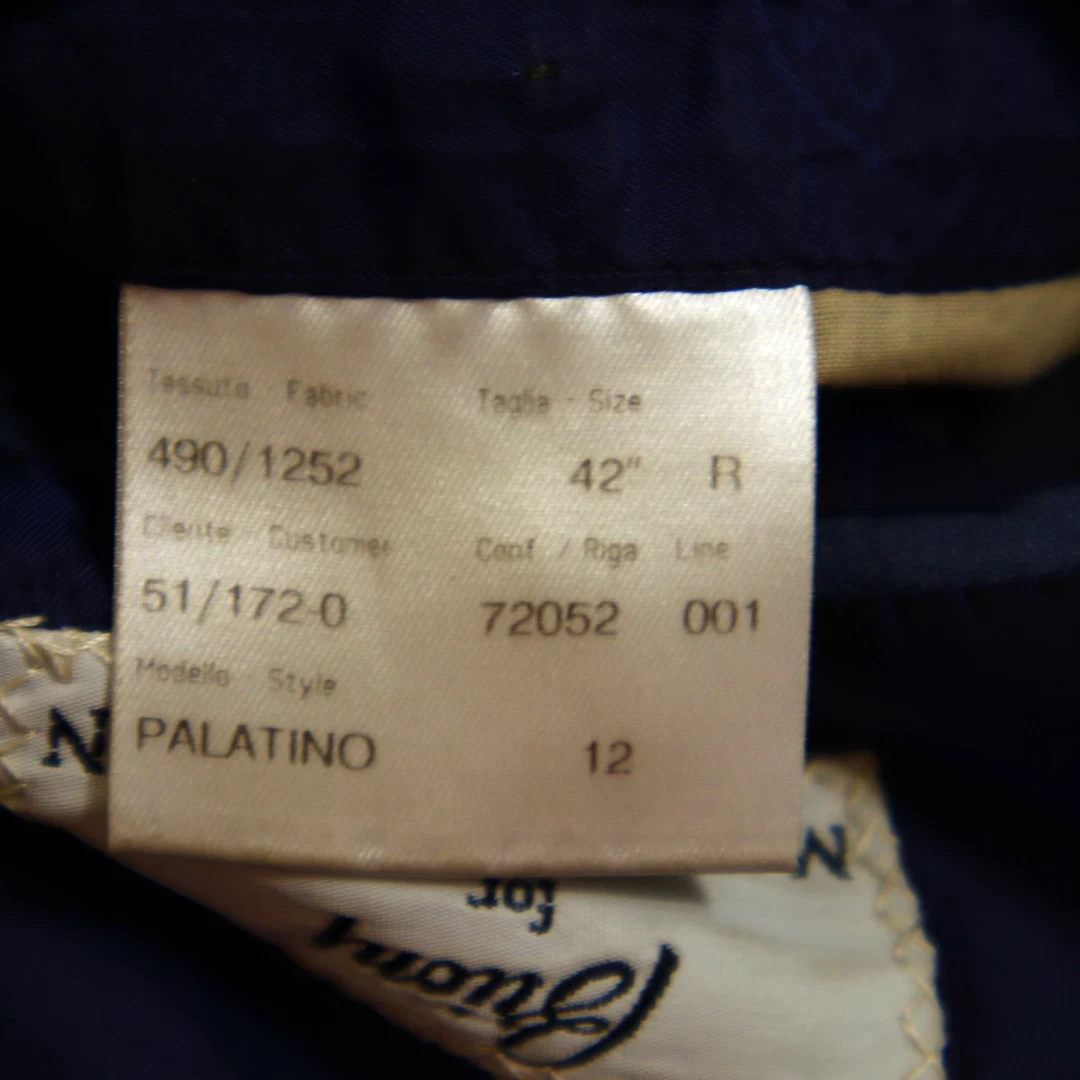 Tessuto Fabric Taglia - Size
490/1252 42" R
Cliente - Customer Conf / Riga Line
51/172-0 72052 001
Modello Style
PALATINO 12
N
N
for
Brioni